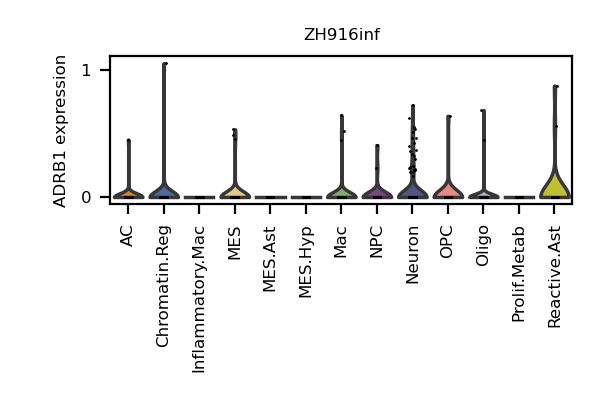 ZH916inf
ADRB1 expression
1
0
AC
Chromatin.Reg
Inflammatory.Mac
MES
MES.Ast
MES.Hyp
Mac
NPC
Neuron
OPC
Oligo
Prolif.Metab
Reactive.Ast